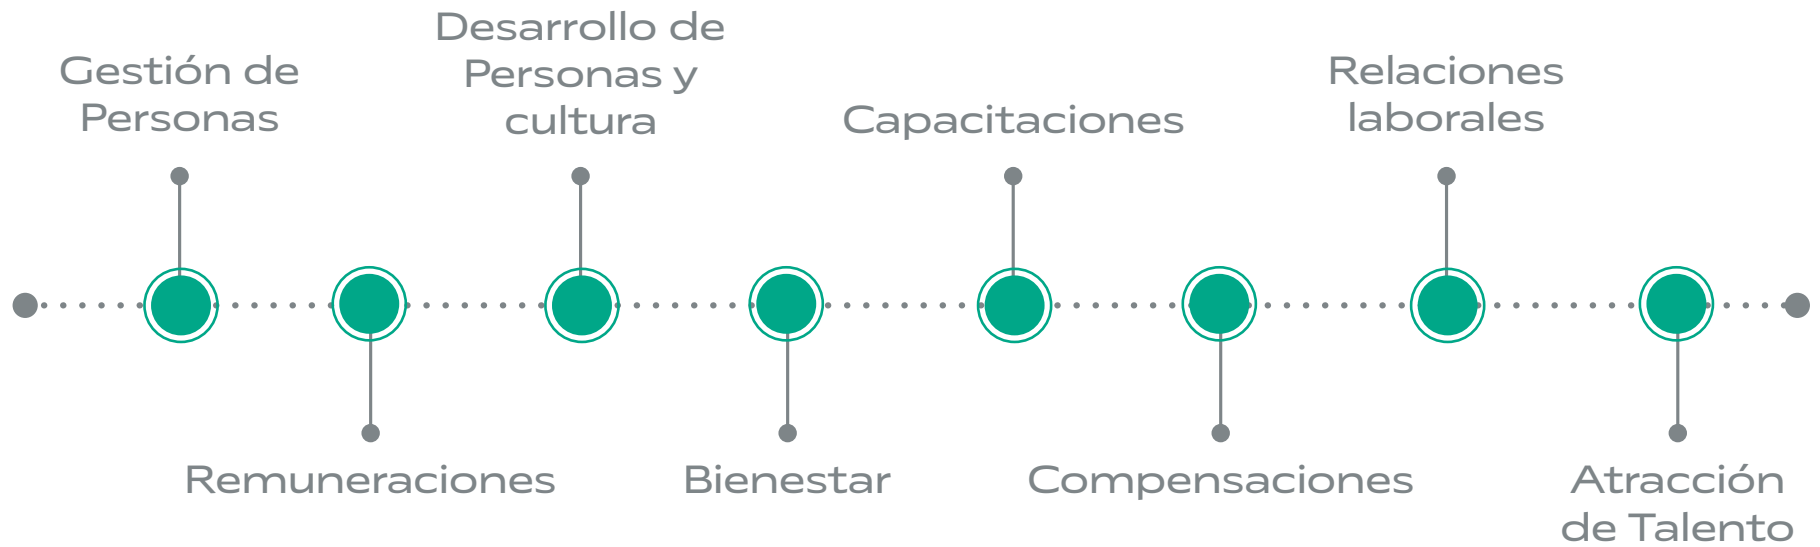 Gestión de
Personas
Remuneraciones
Desarrollo de
Personas y
cultura
Bienestar
Capacitaciones
Compensaciones
Relaciones
laborales
Atracción
de Talento